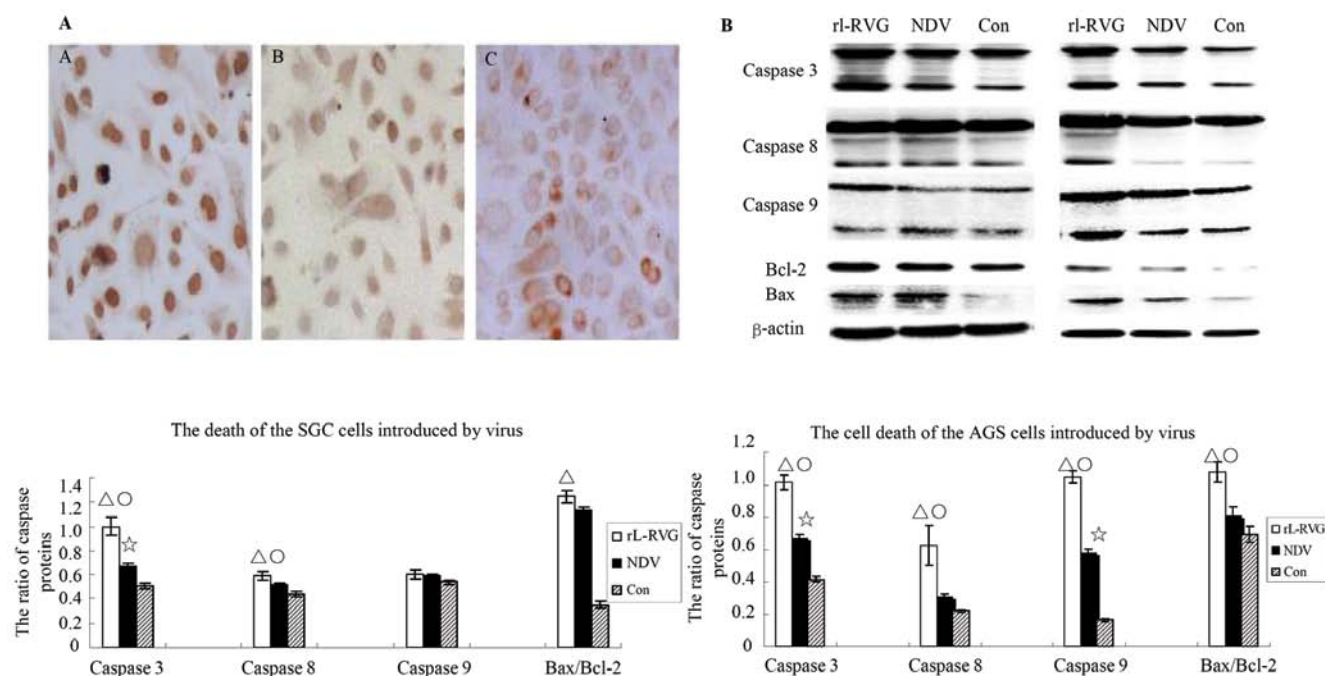 A
A
B
C
B
rl-RVG NDV Con rl-RVG NDV Con
Caspase 3
Caspase 8
Caspase 9
Bcl-2
Bax
β-actin
The death of the SGC cells introduced by virus
The ratio of caspase
proteins
1.4
1.2
1.0
0.8
0.6
0.4
0.2
0
△○
☆
△○
△
rL-RVG
NDV
Con
Caspase 3 Caspase 8 Caspase 9 Bax/Bcl-2
The cell death of the AGS cells introduced by virus
The ratio of caspase
proteins
1.2
1.0
0.8
0.6
0.4
0.2
0
△○
☆
△○
△○
☆
△○
rL-RVG
NDV
Con
Caspase 3 Caspase 8 Caspase 9 Bax/Bcl-2